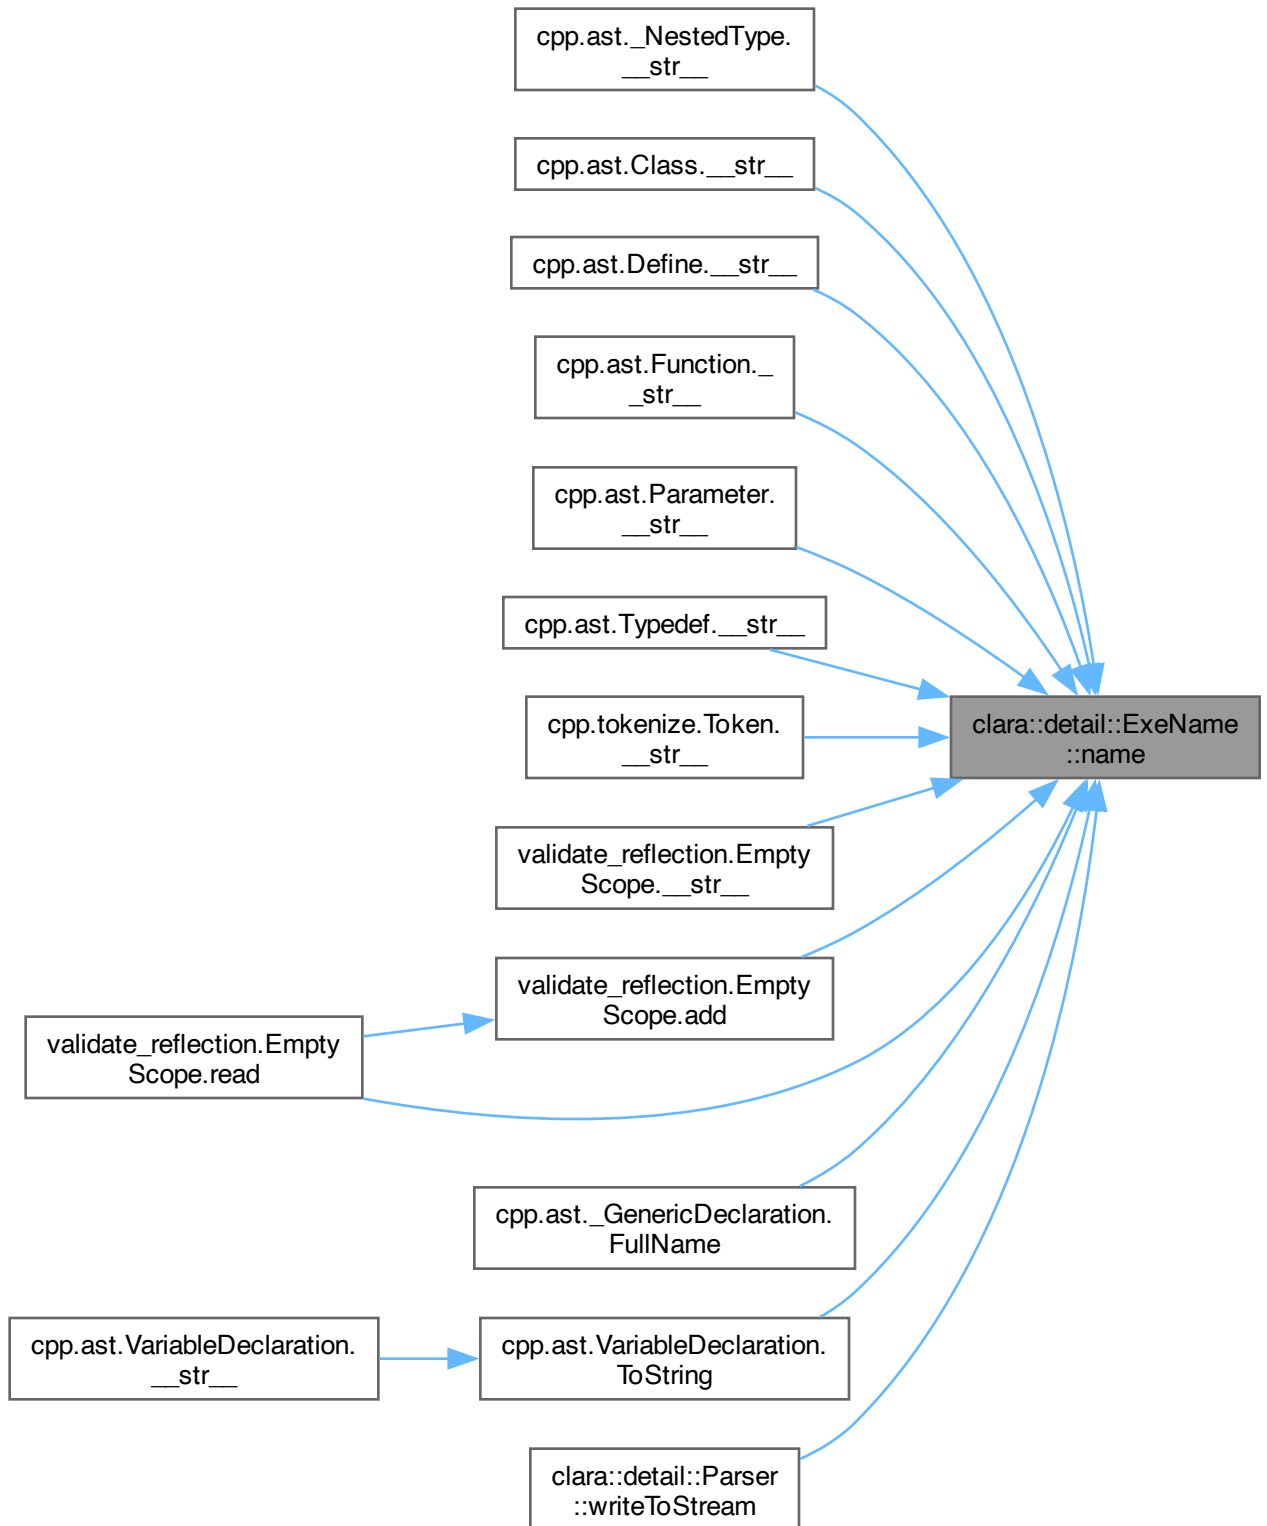 cpp.ast._NestedType.
__str__
cpp.ast.Class.__str__
cpp.ast.Define.__str__
cpp.ast.Function._
_str__
cpp.ast.Parameter.
__str__
cpp.ast.Typedef.__str__
cpp.tokenize.Token.
__str__
clara::detail::ExeName
::name
validate_reflection.Empty
Scope.__str__
validate_reflection.Empty
Scope.add
validate_reflection.Empty
Scope.read
cpp.ast._GenericDeclaration.
FullName
cpp.ast.VariableDeclaration.
__str__
cpp.ast.VariableDeclaration.
ToString
clara::detail::Parser
::writeToStream